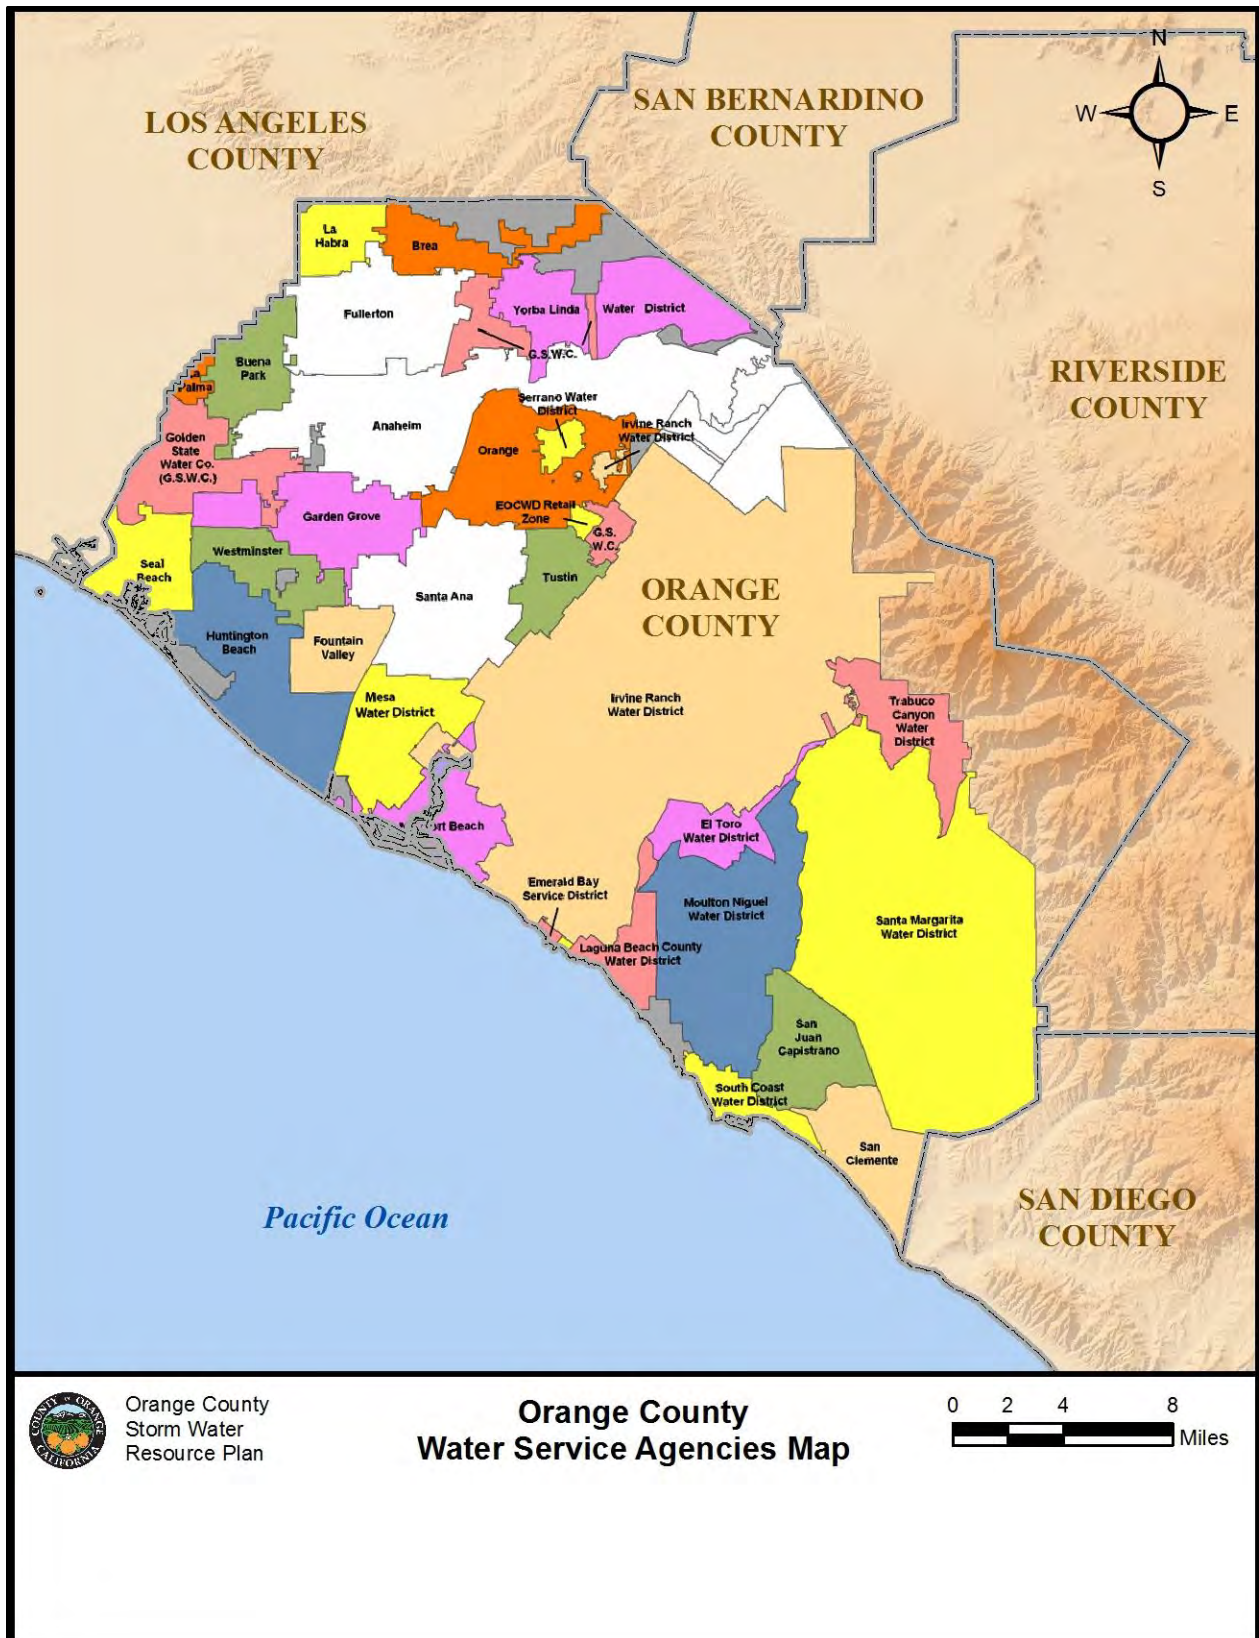 N
W
E
S
LOS ANGELES
COUNTY
SAN BERNARDINO
COUNTY
RIVERSIDE
COUNTY
La
Habra
Brea
Fullerton
Yorba Linda
Water District
G.S.W.C.
Buena
Park
Palma
Anaheim
Serrano Water
District
Irvine Ranch
Water District
Orange
Golden
State
Water Co.
(G.S.W.C.)
Garden Grove
EOCWD Retail
Zone
G.S.
W.C.
Westminster
Seal
Beach
Tustin
Santa Ana
ORANGE
COUNTY
Huntington
Beach
Fountain
Valley
Mesa
Water District
Irvine Ranch
Water District
Trabuco
Canyon
Water
District
Beach
El Toro
Water District
Emerald Bay
Service District
Moulton Niguel
Water District
Santa Margarita
Water District
Laguna Beach County
Water District
San
Juan
Capistrano
South Coast
Water District
San
Clemente
Pacific Ocean
SAN DIEGO
COUNTY
COUNTY OF ORANGE
CALIFORNIA
Orange County
Storm Water
Resource Plan
Orange County
Water Service Agencies Map
0 2 4 8
Miles